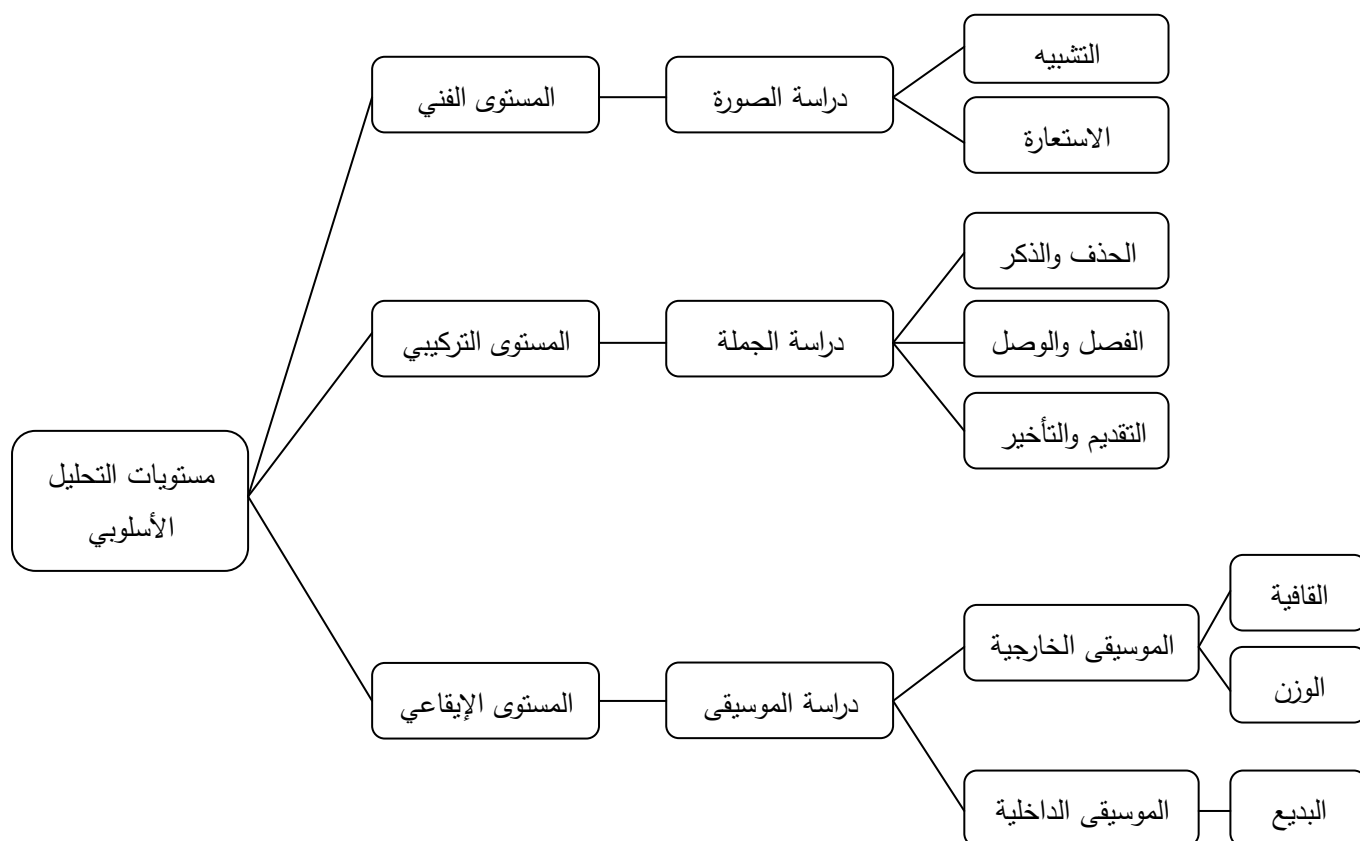 مستويات التحليل
الأسلوبي
المستوى الفني
دراسة الصورة
التشبيه
الاستعارة
المستوى التركيبي
دراسة الجملة
الحذف والذكر
الفصل والوصل
التقديم والتأخير
المستوى الإيقاعي
دراسة الموسيقى
الموسيقى الخارجية
القافية
الوزن
الموسيقى الداخلية
البديع